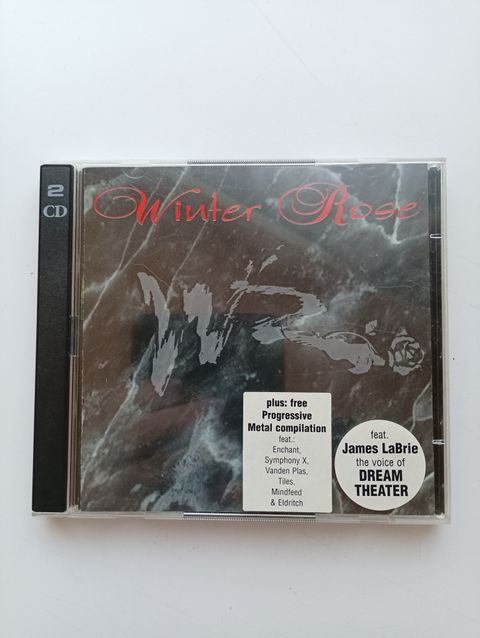 2
CD
Winter Rose
WR
plus: free
Progressive
Metal compilation
feat.:
Enchant,
Symphony X,
Vanden Plas,
Tiles,
Mindfeed
& Eldritch
feat.
James LaBrie
the voice of
DREAM
THEATER